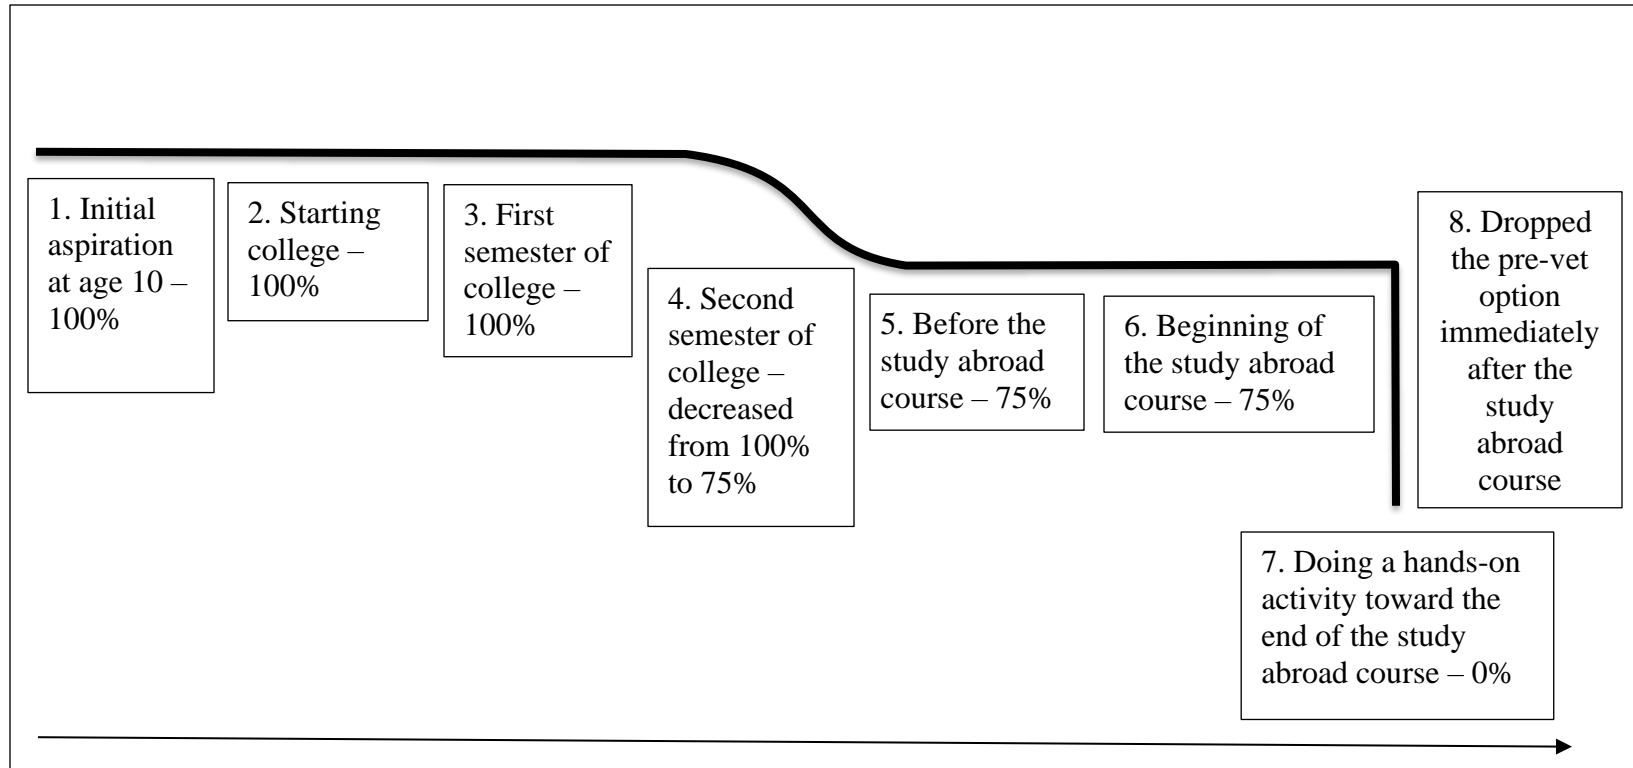 1. Initial
aspiration
at age 10 –
100%
2. Starting
college –
100%
3. First
semester of
college –
100%
4. Second
semester of
college –
decreased
from 100%
to 75%
5. Before the
study abroad
course – 75%
6. Beginning of
the study abroad
course – 75%
7. Doing a hands-on
activity toward the
end of the study
abroad course – 0%
8. Dropped
the pre-vet
option
immediately
after the
study
abroad
course